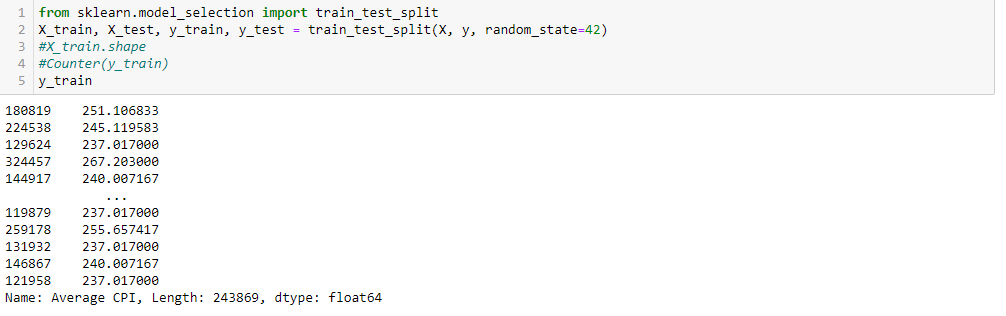 1 from sklearn.model_selection import train_test_split
2 X_train, X_test, y_train, y_test = train_test_split(X, y, random_state=42)
3 #X_train.shape
4 #Counter(y_train)
5 y_train
180819    251.106833
224538    245.119583
129624    237.017000
324457    267.203000
144917    240.007167
...
119879    237.017000
259178    255.657417
131932    237.017000
146867    240.007167
121958    237.017000
Name: Average CPI, Length: 243869, dtype: float64